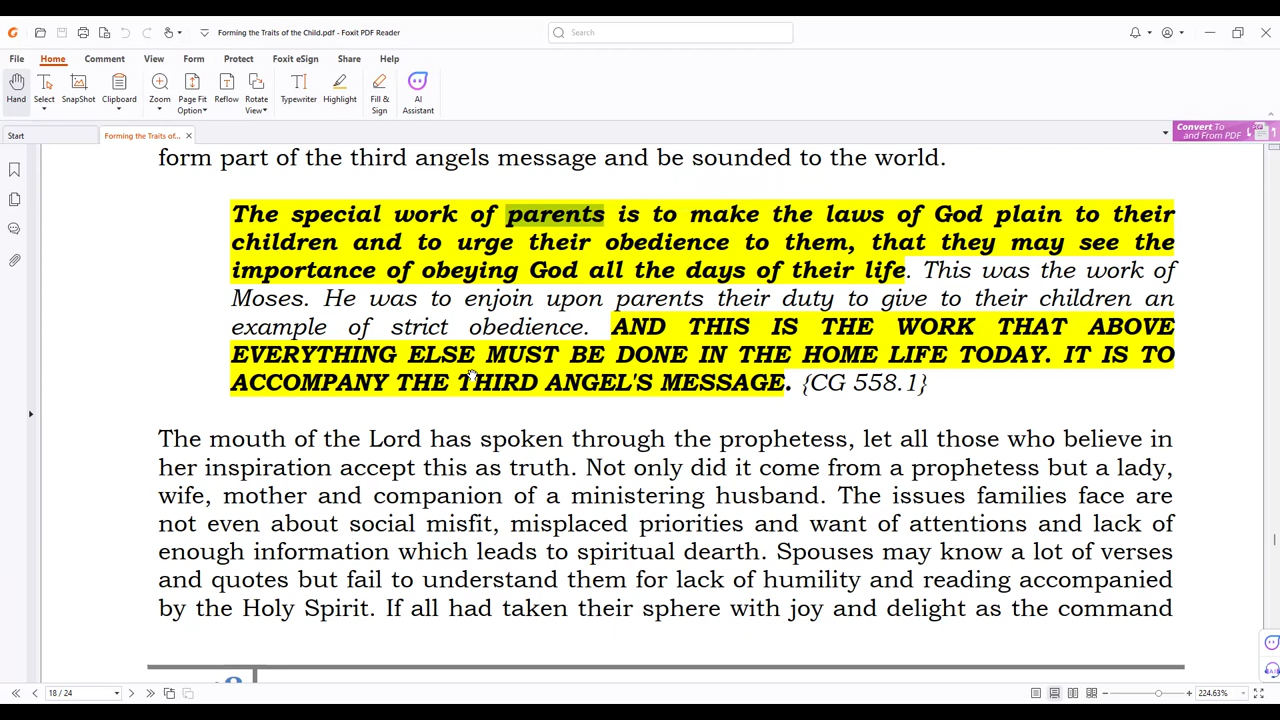 Forming the Traits of the Child.pdf - Foxit PDF Reader
Search
File Home Comment View Form Protect Foxit eSign Share Help
Hand Select SnapShot Clipboard Zoom Page Fit Option Reflow Rotate View Typewriter Highlight Fill & Sign AI Assistant
Start Forming the Traits of... Convert To and From PDF
form part of the third angels message and be sounded to the world.
The special work of parents is to make the laws of God plain to their
children and to urge their obedience to them, that they may see the
importance of obeying God all the days of their life. This was the work of
Moses. He was to enjoin upon parents their duty to give to their children an
example of strict obedience. AND THIS IS THE WORK THAT ABOVE
EVERYTHING ELSE MUST BE DONE IN THE HOME LIFE TODAY. IT IS TO
ACCOMPANY THE THIRD ANGEL'S MESSAGE. {CG 558.1}
The mouth of the Lord has spoken through the prophetess, let all those who believe in
her inspiration accept this as truth. Not only did it come from a prophetess but a lady,
wife, mother and companion of a ministering husband. The issues families face are
not even about social misfit, misplaced priorities and want of attentions and lack of
enough information which leads to spiritual dearth. Spouses may know a lot of verses
and quotes but fail to understand them for lack of humility and reading accompanied
by the Holy Spirit. If all had taken their sphere with joy and delight as the command
18 / 24
224.63%